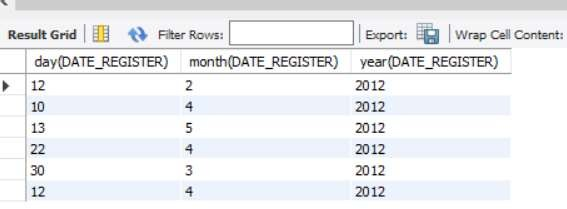 Result Grid Filter Rows: Export: Wrap Cell Content:
day(DATE_REGISTER) month(DATE_REGISTER) year(DATE_REGISTER)
12 2 2012
10 4 2012
13 5 2012
22 4 2012
30 3 2012
12 4 2012